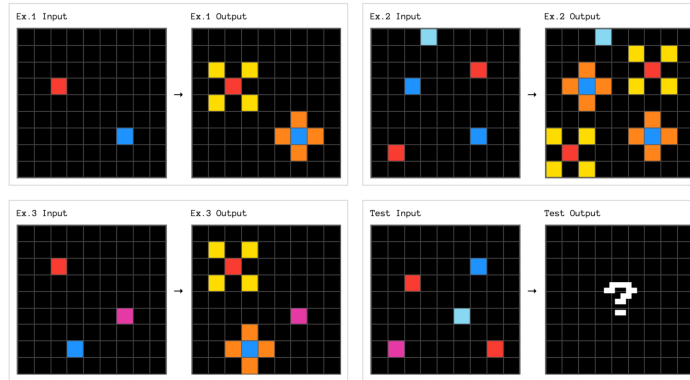 Ex.1 Input
Ex.1 Output
→
Ex.2 Input
Ex.2 Output
→
Ex.3 Input
Ex.3 Output
→
Test Input
Test Output
→
?